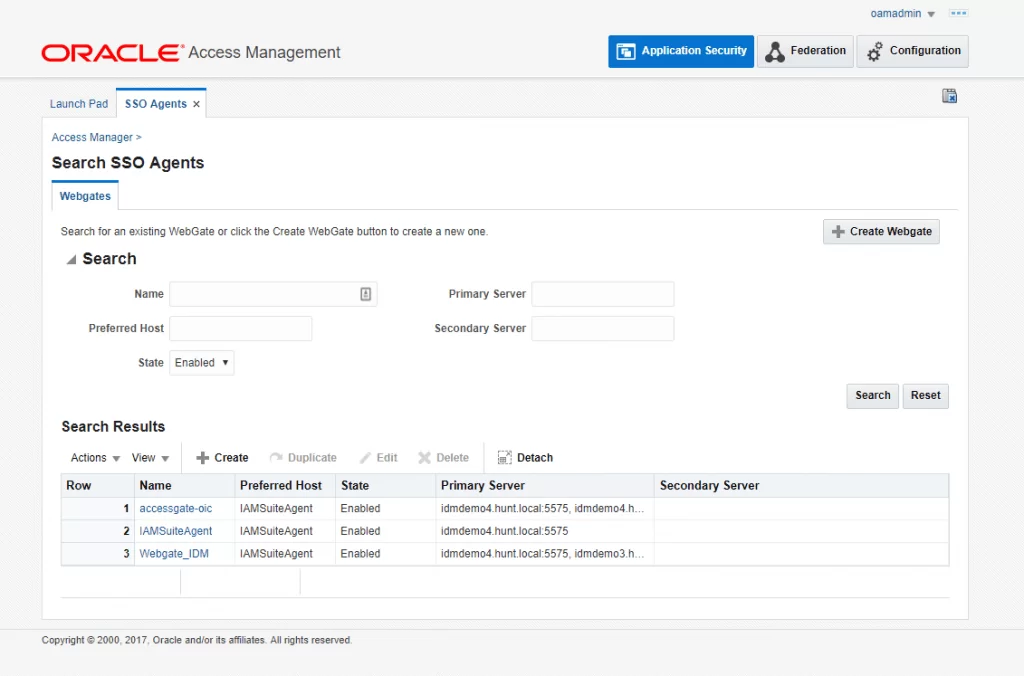 oamadmin
ORACLE Access Management
Application Security Federation Configuration
Launch Pad SSO Agents ×
Access Manager >
Search SSO Agents
Webgates
Search for an existing WebGate or click the Create WebGate button to create a new one.
Create Webgate
Search
Name Primary Server
Preferred Host Secondary Server
State Enabled
Search Reset
Search Results
Actions View Create Duplicate Edit Delete Detach
Row Name Preferred Host State Primary Server Secondary Server
1 accessgate-oic IAMSuiteAgent Enabled idmdemo4.hunt.local:5575, idmdemo4.h...
2 IAMSuiteAgent IAMSuiteAgent Enabled idmdemo4.hunt.local:5575
3 Webgate_IDM IAMSuiteAgent Enabled idmdemo4.hunt.local:5575, idmdemo3.h...
Copyright © 2000, 2017, Oracle and/or its affiliates. All rights reserved.